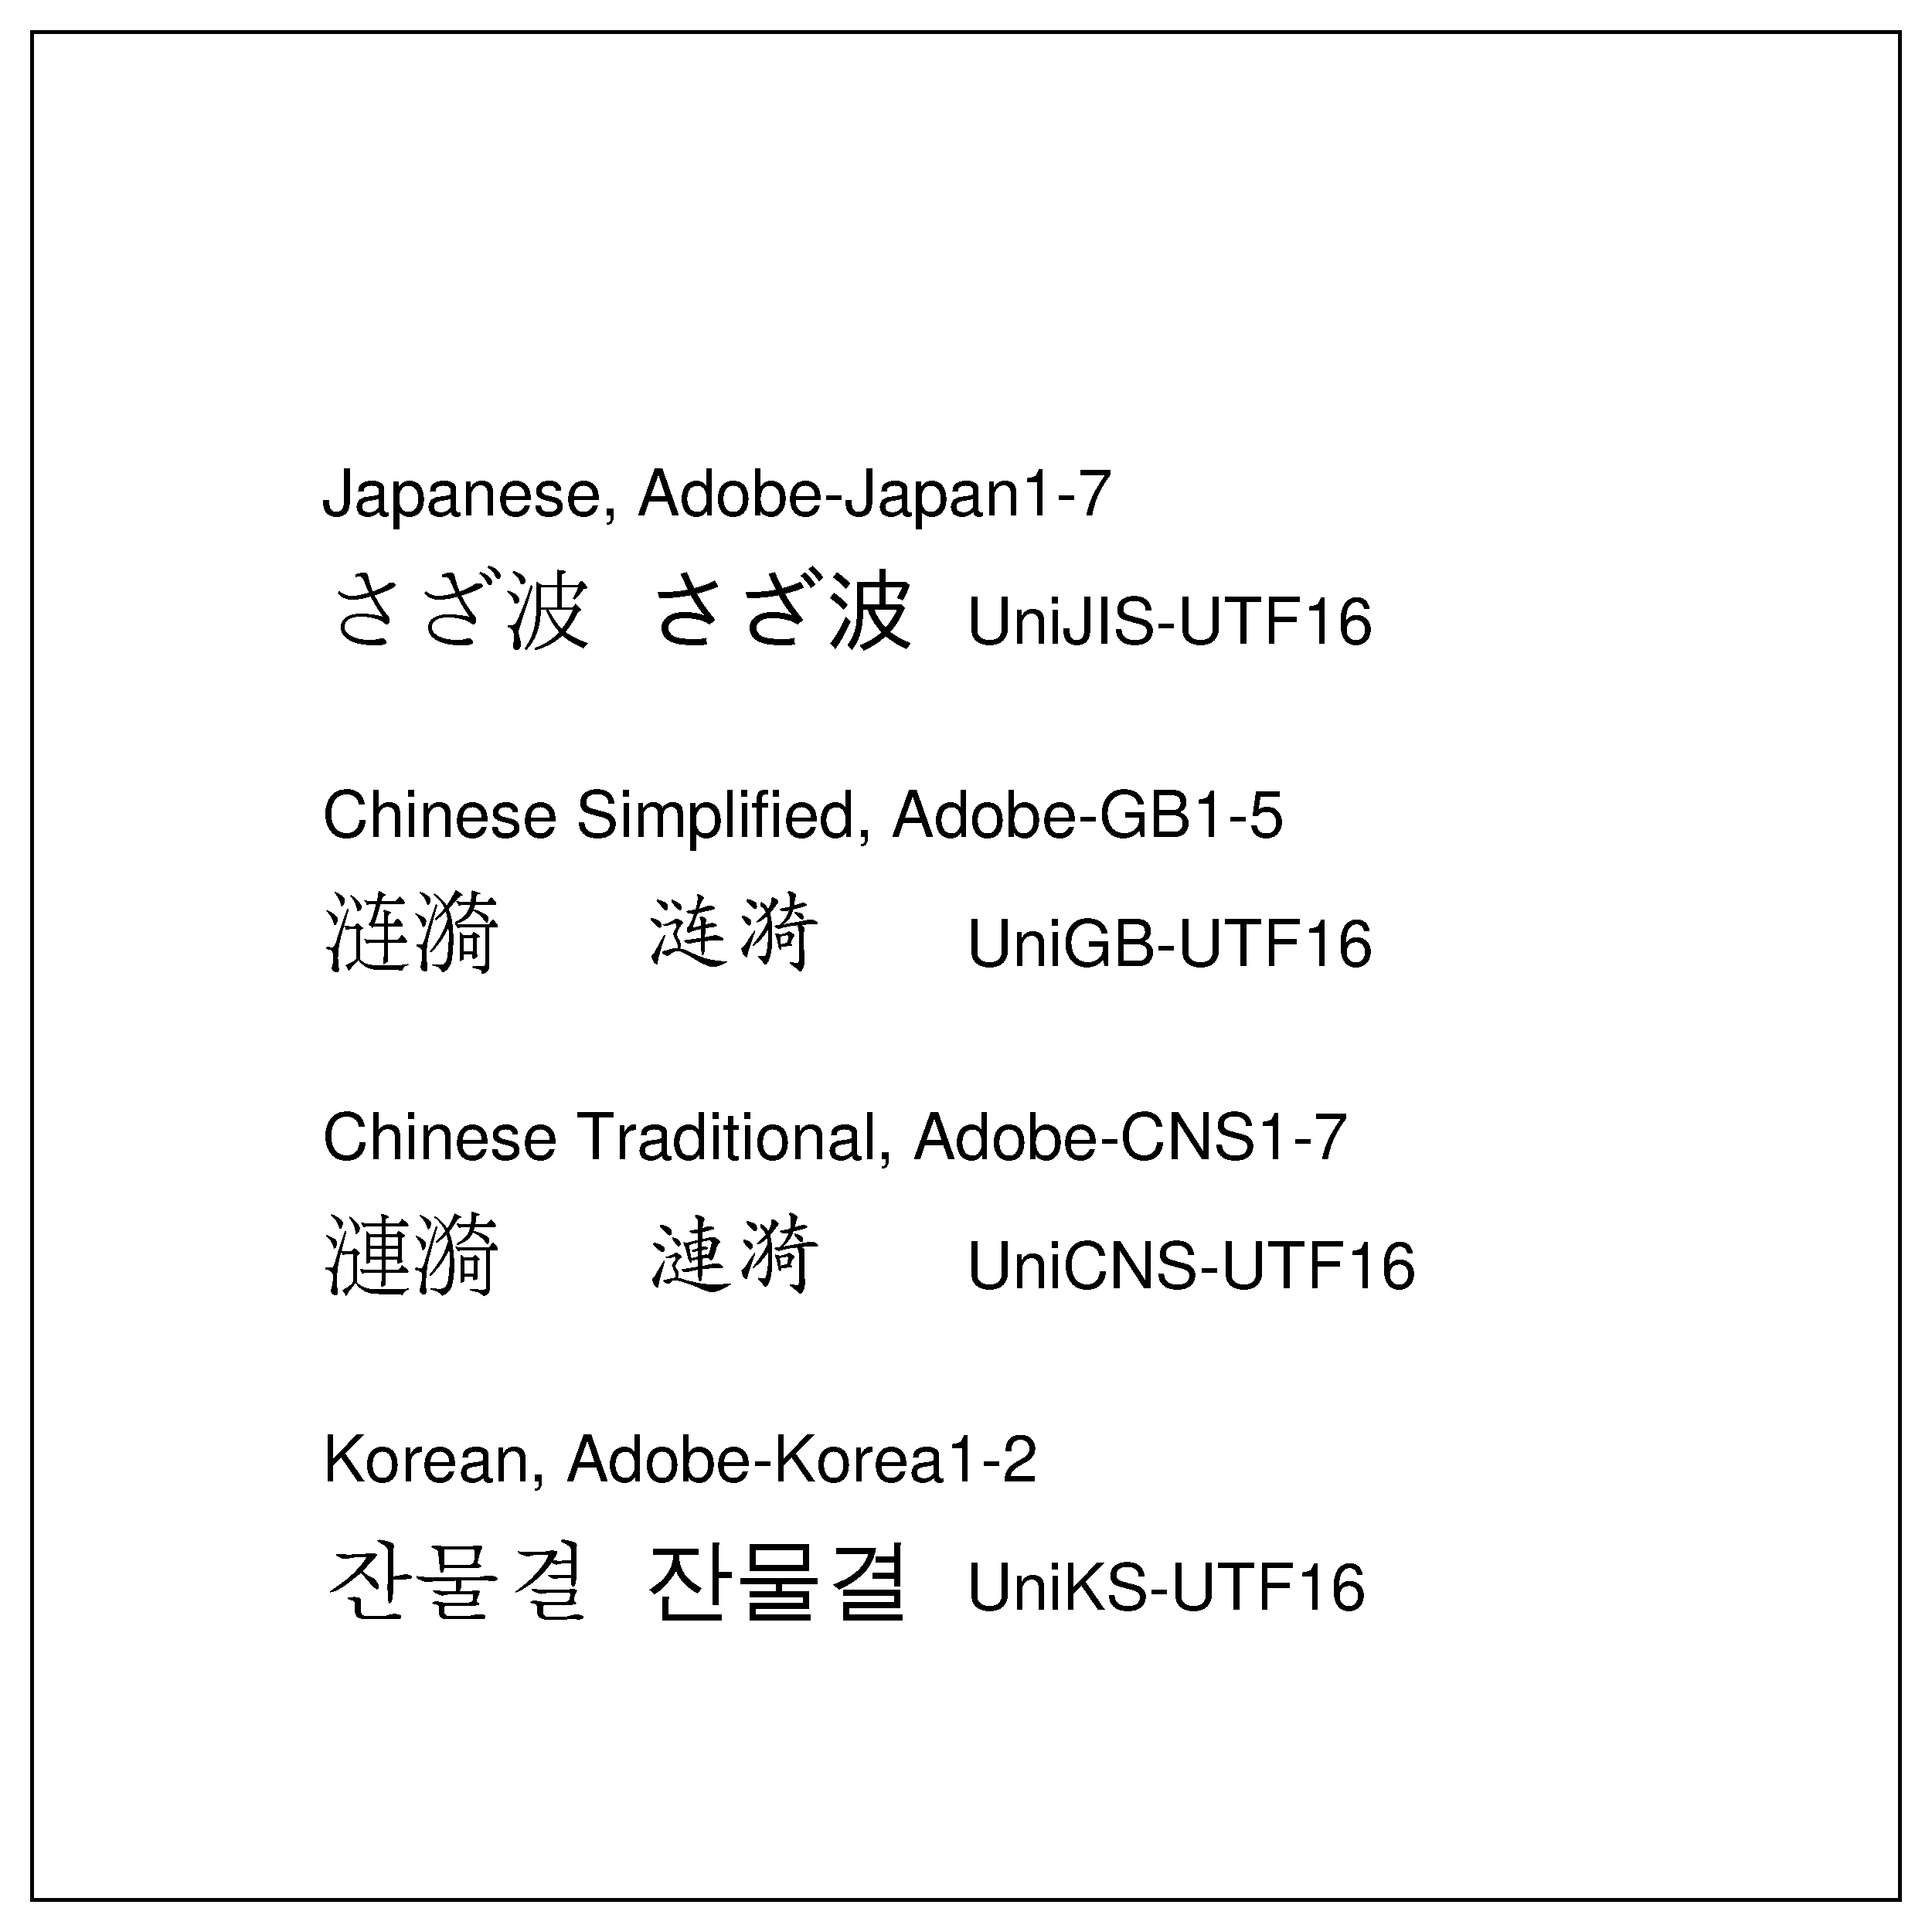 Japanese, Adobe-Japan1-7
さざ波 さざ波 UniJIS-UTF16
Chinese Simplified, Adobe-GB1-5
涟漪 涟漪 UniGB-UTF16
Chinese Traditional, Adobe-CNS1-7
漣漪 漣漪 UniCNS-UTF16
Korean, Adobe-Korea1-2
잔물결 잔물결 UniKS-UTF16